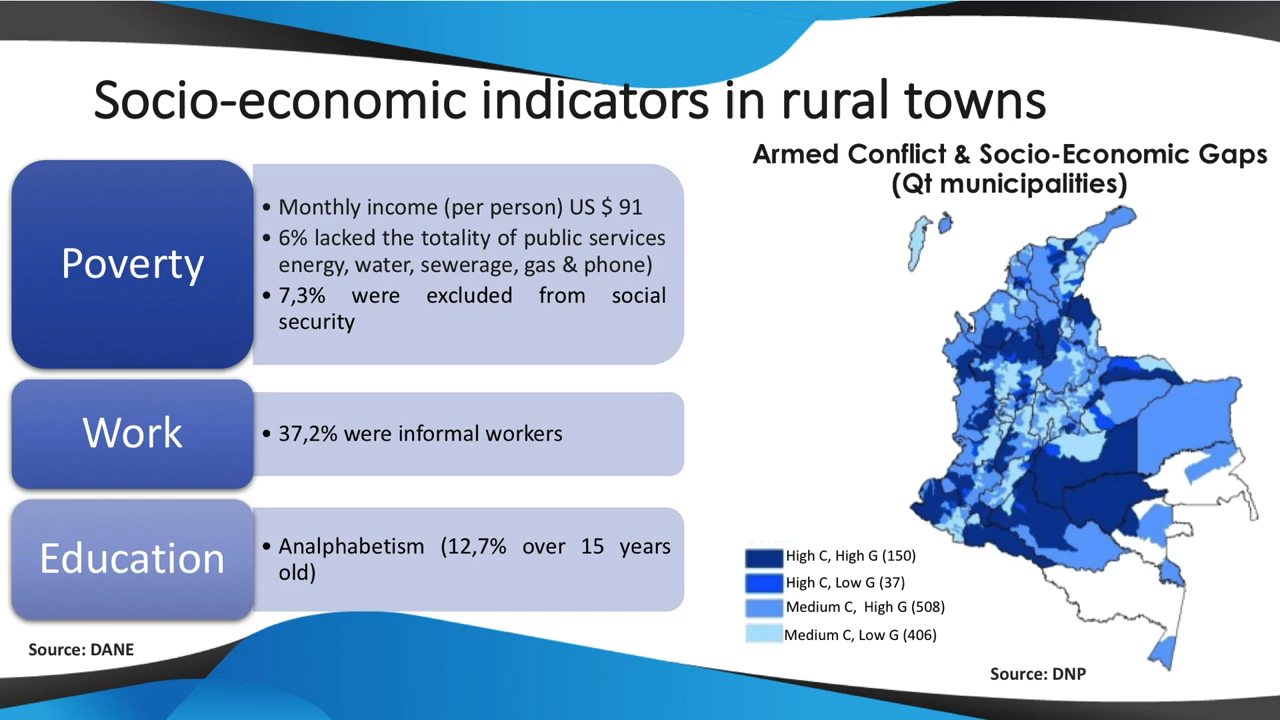 Socio-economic indicators in rural towns
Poverty
• Monthly income (per person) US $ 91
• 6% lacked the totality of public services
energy, water, sewerage, gas & phone)
• 7,3% were excluded from social
security
Work
• 37,2% were informal workers
Education
• Analphabetism (12,7% over 15 years
old)
Source: DANE
Armed Conflict & Socio-Economic Gaps
(Qt municipalities)
High C, High G (150)
High C, Low G (37)
Medium C, High G (508)
Medium C, Low G (406)
Source: DNP